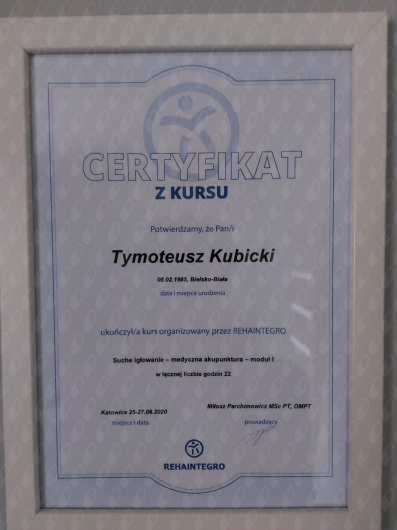 CERTYFIKAT
Z KURSU
Potwierdzamy, że Pan/i
Tymoteusz Kubicki
06.02.1985, Bielsko-Biała
data i miejsce urodzenia
ukończył/a kurs organizowany przez REHAINTEGRO
Suche igłowanie – medyczna akupunktura – moduł I
w łącznej liczbie godzin 22
Katowice 25-27.06.2020
miejsce i data
Miłosz Parchimowicz MSc PT, OMPT
prowadzący
REHAINTEGRO